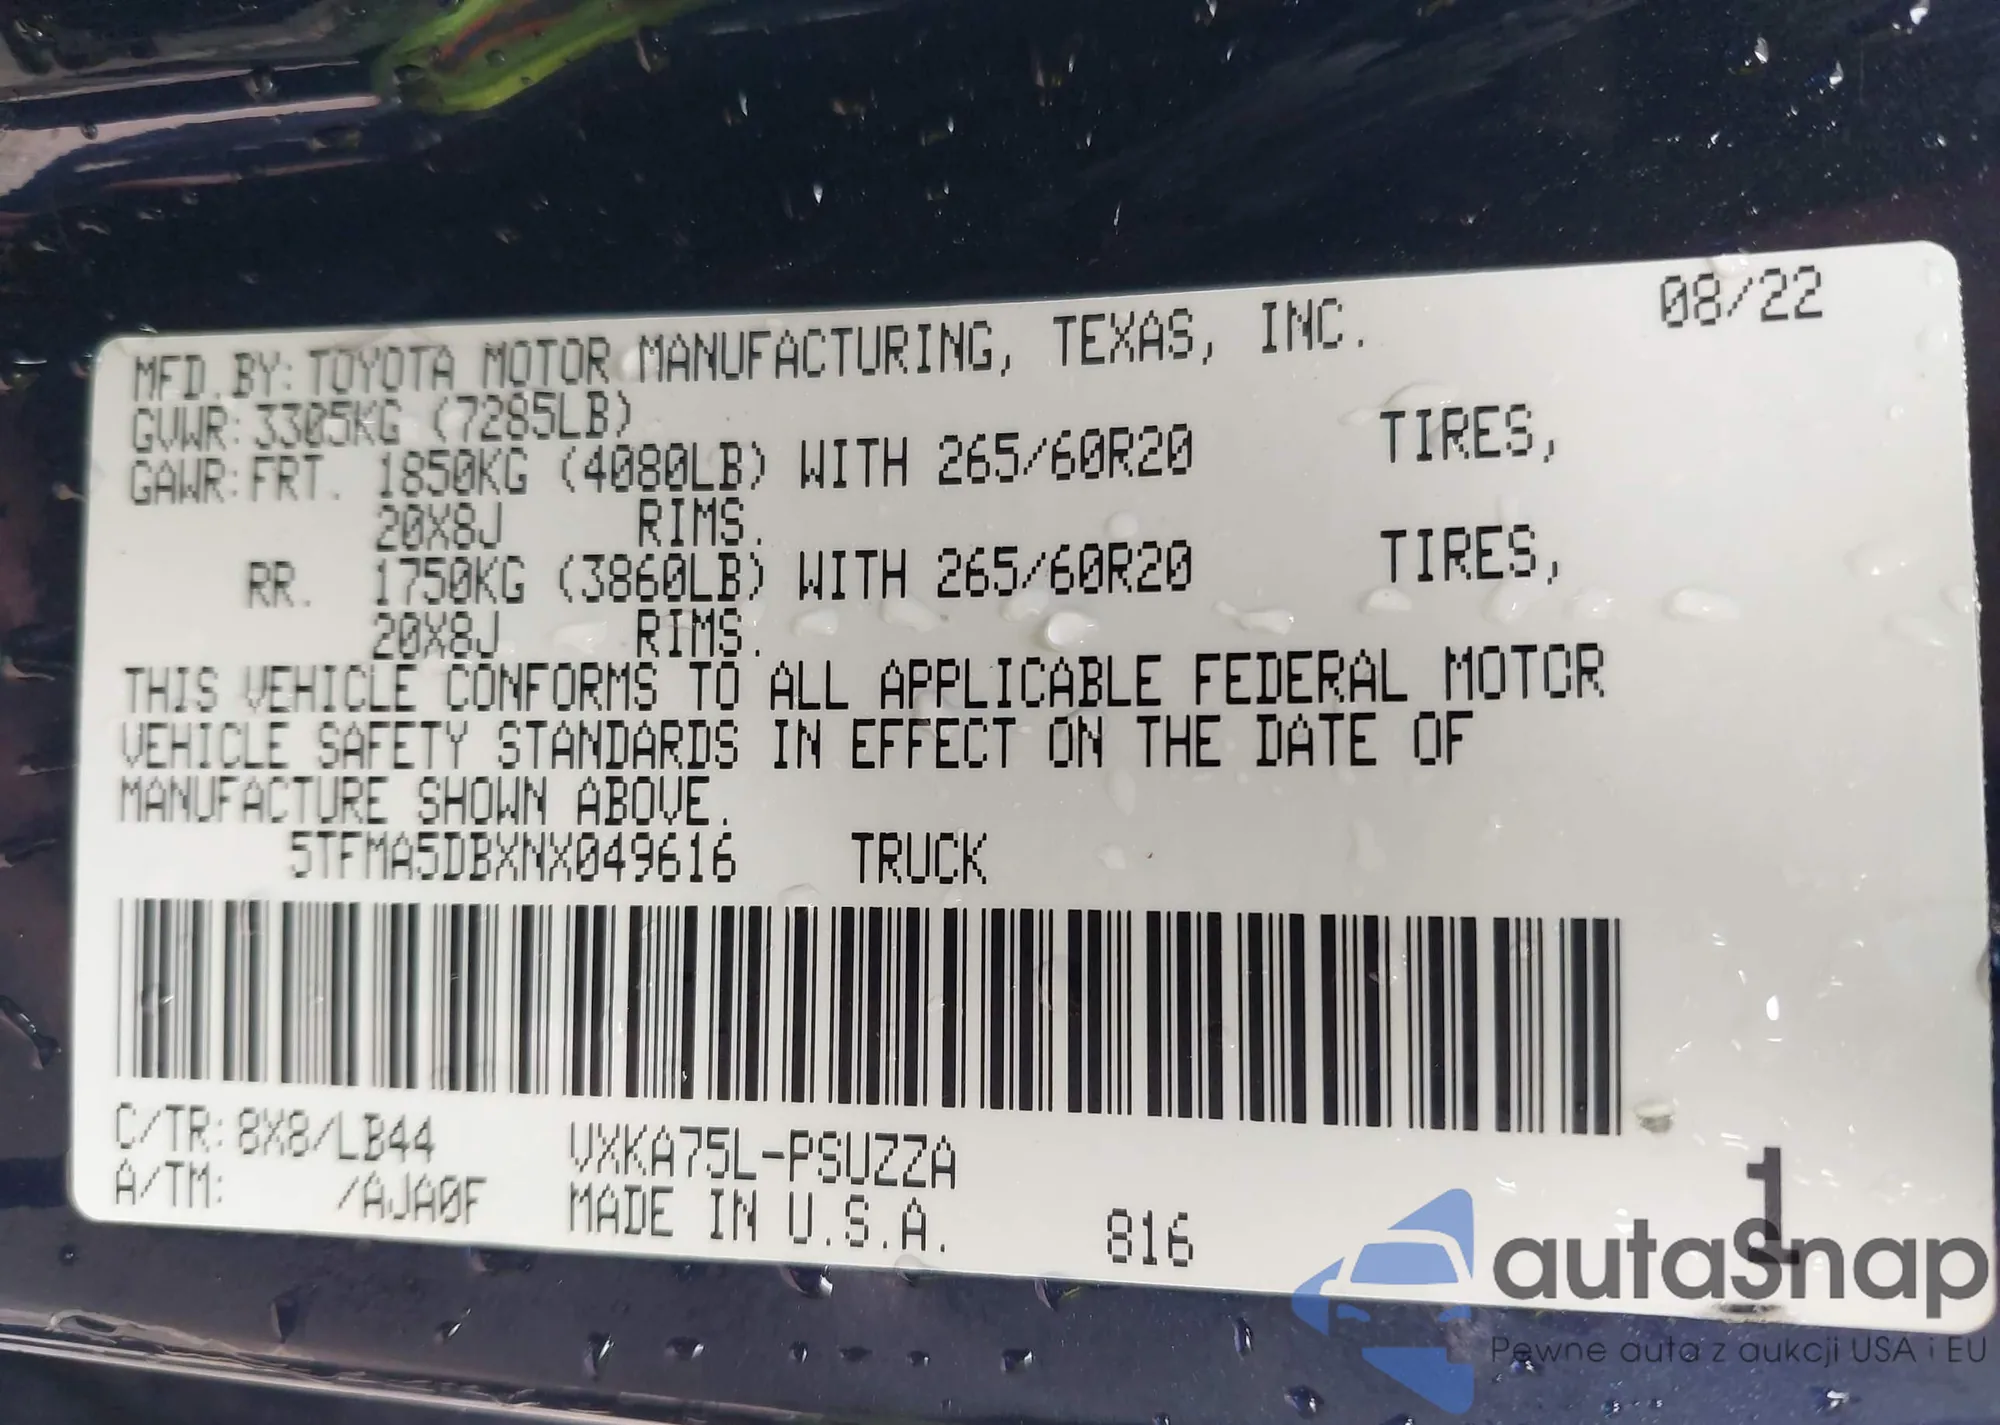 08/22
MFD.BY:TOYOTA MOTOR MANUFACTURING, TEXAS, INC.
GVWR:3305KG (7285LB)
GAWR:FRT. 1850KG (4080LB) WITH 265/60R20 TIRES,
20X8J RIMS.
RR. 1750KG (3860LB) WITH 265/60R20 TIRES,
20X8J RIMS.
THIS VEHICLE CONFORMS TO ALL APPLICABLE FEDERAL MOTOR
VEHICLE SAFETY STANDARDS IN EFFECT ON THE DATE OF
MANUFACTURE SHOWN ABOVE.
5TFMA5DBXNX049616 TRUCK
C/TR:8X8/LB44 VXKA75L-PSUZZA
A/TM: /AJA0F MADE IN U.S.A. 816
1
autaSnap
Pewne auta z aukcji USA i EU